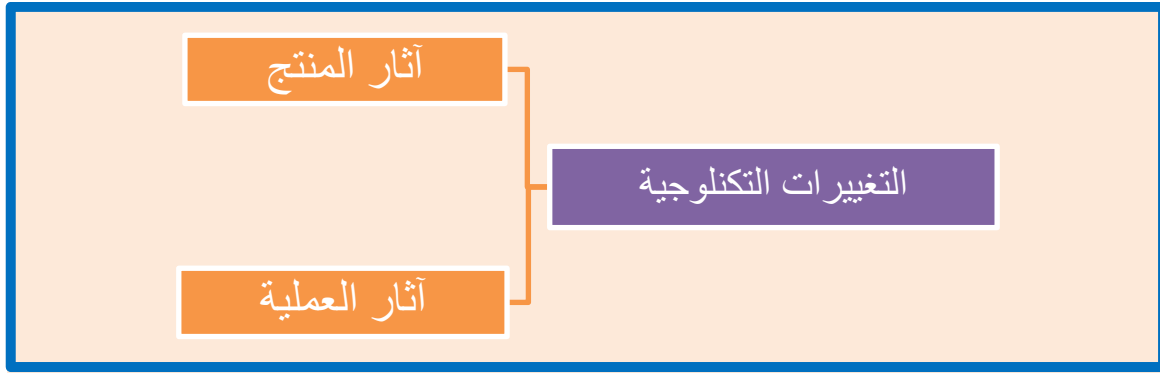 آثار المنتج
التغييرات التكنلوجية
آثار العملية